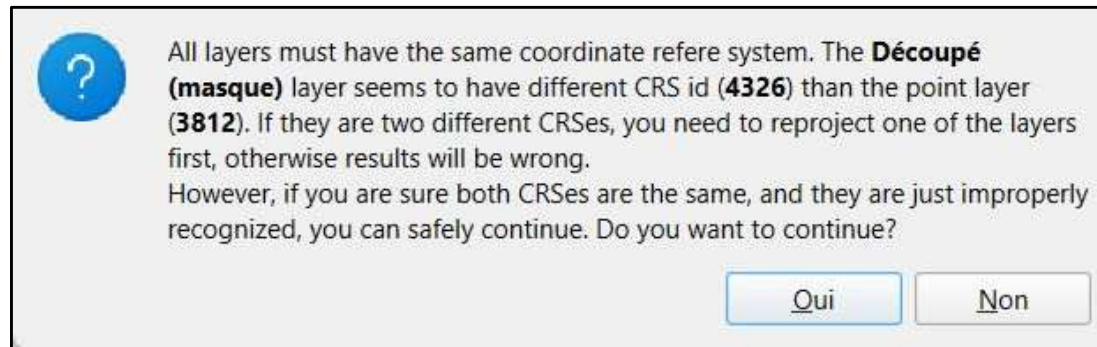 All layers must have the same coordinate refere system. The Découpé
(masque) layer seems to have different CRS id (4326) than the point layer
(3812). If they are two different CRSes, you need to reproject one of the layers
first, otherwise results will be wrong.
However, if you are sure both CRSes are the same, and they are just improperly
recognized, you can safely continue. Do you want to continue?
Oui
Non